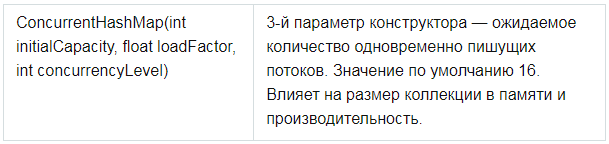 ConcurrentHashMap(int
initialCapacity, float loadFactor,
int concurrencyLevel)
3-й параметр конструктора — ожидаемое
количество одновременно пишущих
потоков. Значение по умолчанию 16.
Влияет на размер коллекции в памяти и
производительность.